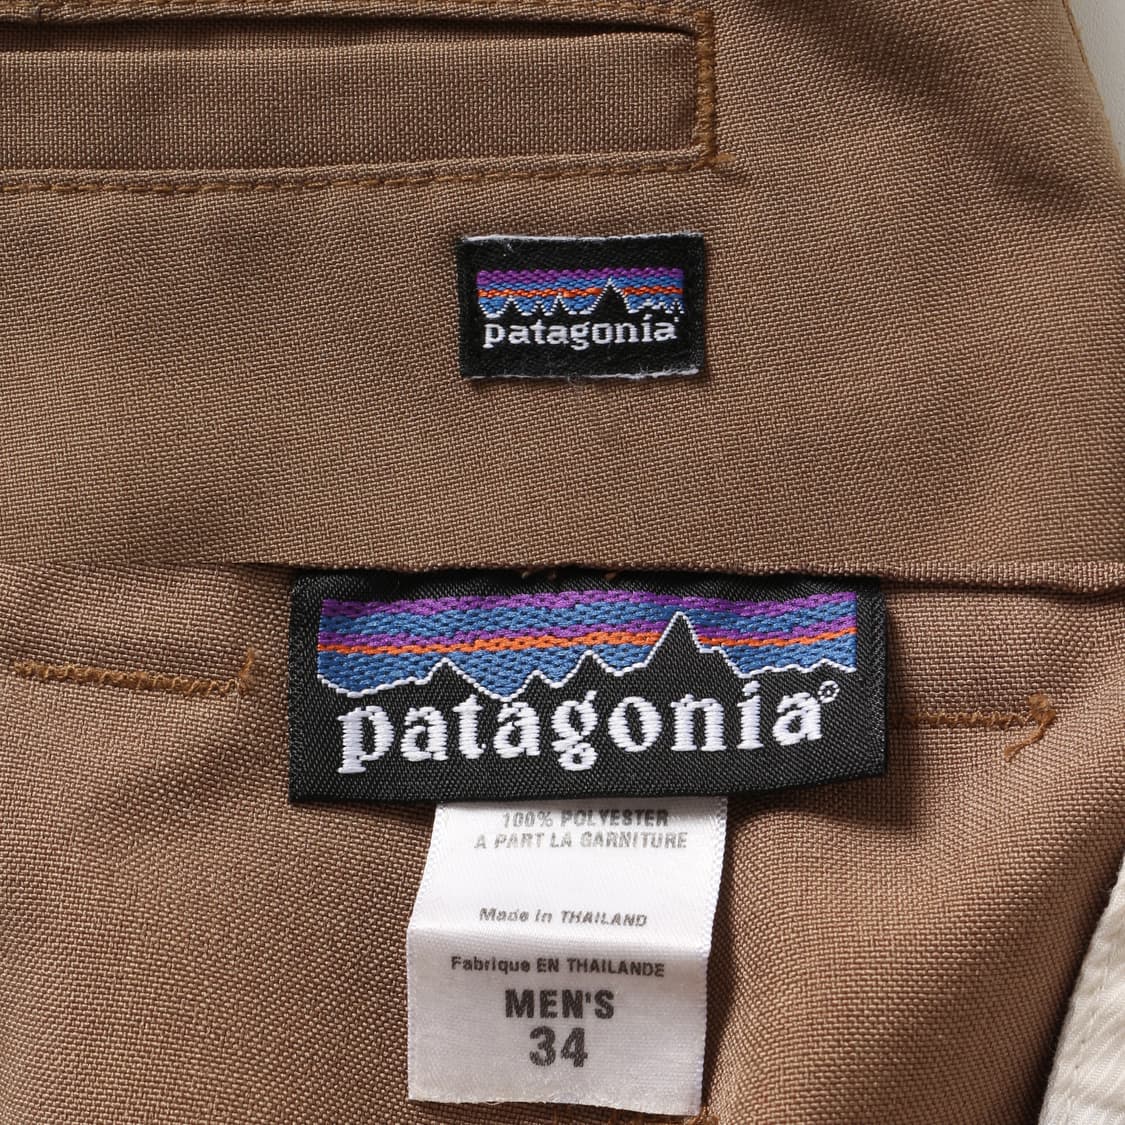 patagonia
patagonia®
100% POLYESTER
A PART LA GARNITURE
Made in THAILAND
Fabrique EN THAILANDE
MEN'S
34